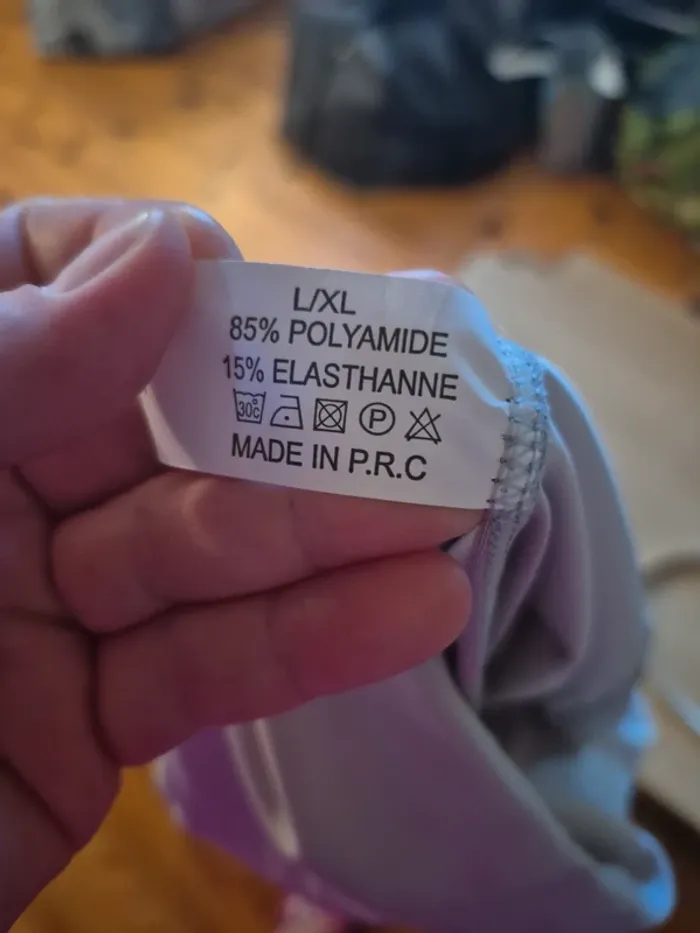 L/XL
85% POLYAMIDE
15% ELASTHANNE
30°C P
MADE IN P.R.C